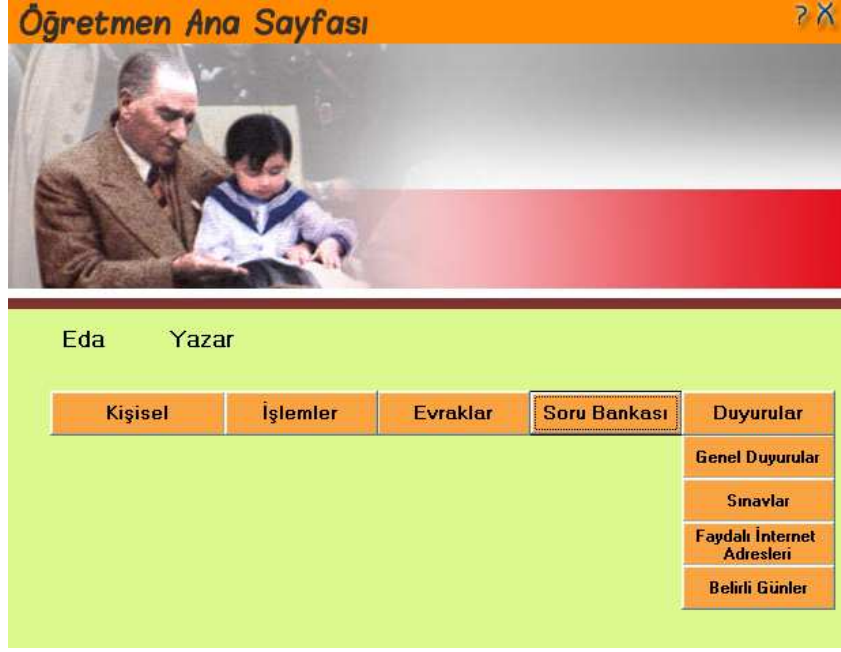 Öğretmen Ana Sayfası ? X
Eda Yazar
Kişisel İşlemler Evraklar Soru Bankası Duyurular
Genel Duyurular
Sınavlar
Faydalı İnternet
Adresleri
Belirli Günler